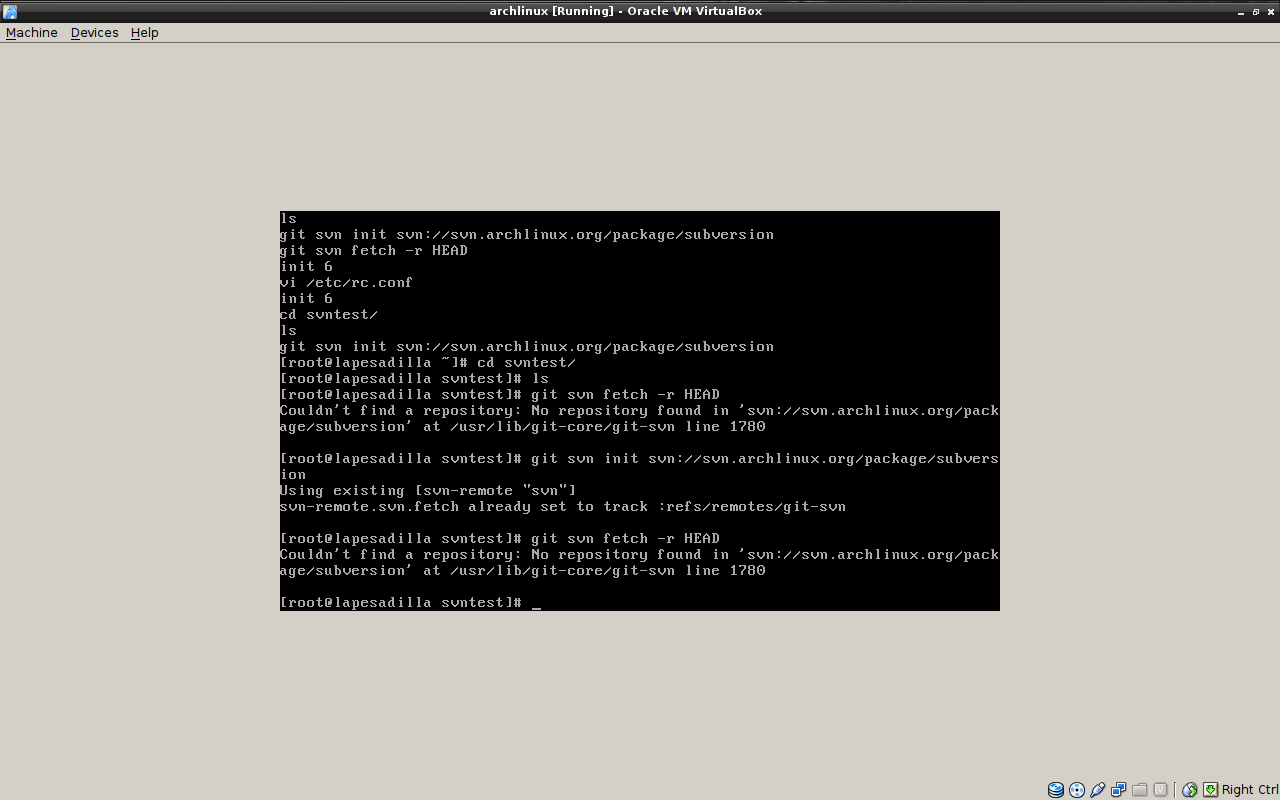 archlinux [Running] - Oracle VM VirtualBox
Machine Devices Help
ls
git svn init svn://svn.archlinux.org/package/subversion
git svn fetch -r HEAD
init 6
vi /etc/rc.conf
init 6
cd svntest/
ls
git svn init svn://svn.archlinux.org/package/subversion
[root@lapesadilla ~]# cd svntest/
[root@lapesadilla svntest]# ls
[root@lapesadilla svntest]# git svn fetch -r HEAD
Couldn't find a repository: No repository found in 'svn://svn.archlinux.org/pack
age/subversion' at /usr/lib/git-core/git-svn line 1780
[root@lapesadilla svntest]# git svn init svn://svn.archlinux.org/package/subvers
ion
Using existing [svn-remote "svn"]
svn-remote.svn.fetch already set to track :refs/remotes/git-svn
[root@lapesadilla svntest]# git svn fetch -r HEAD
Couldn't find a repository: No repository found in 'svn://svn.archlinux.org/pack
age/subversion' at /usr/lib/git-core/git-svn line 1780
[root@lapesadilla svntest]# _
Right Ctrl